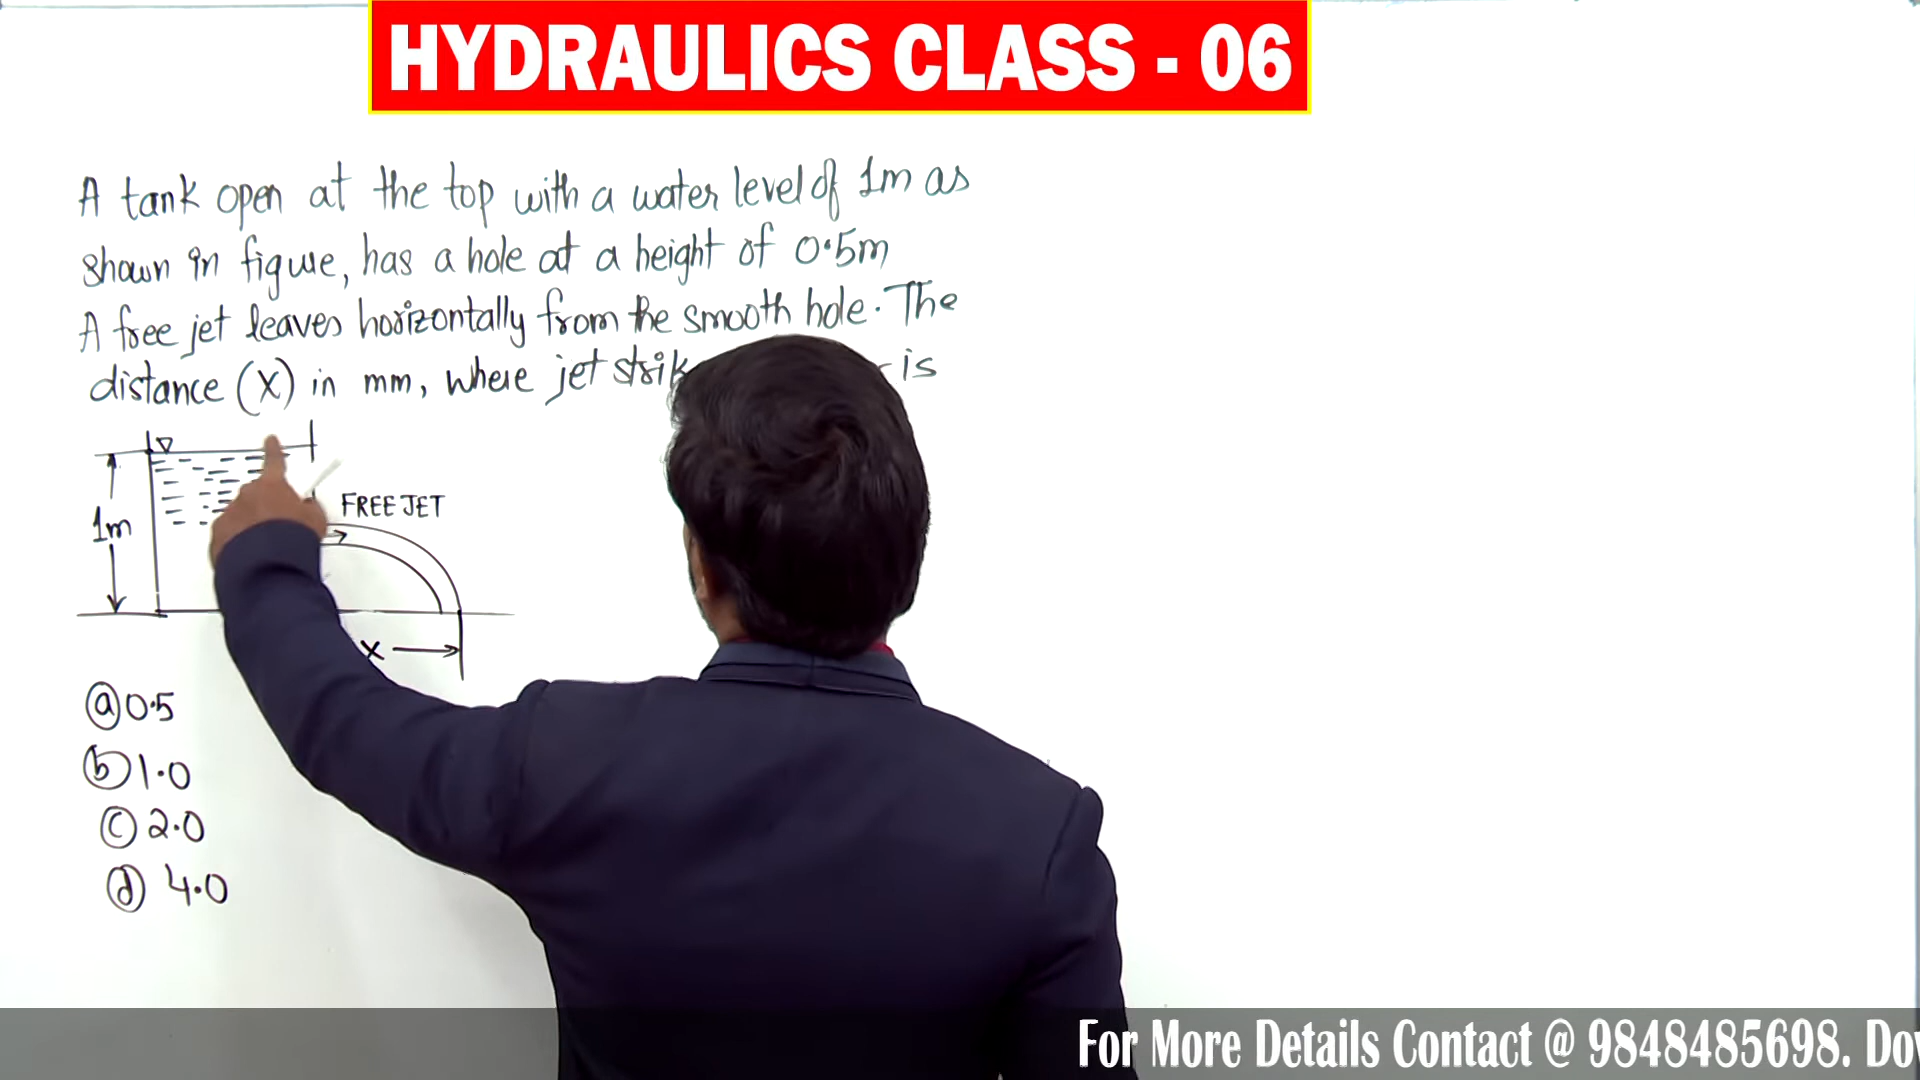 HYDRAULICS CLASS - 06
A tank open at the top with a water level of 1m as
shown in figure, has a hole at a height of 0.5m
A free jet leaves horizontally from the smooth hole. The
distance (X) in mm, where jet strik is
1m
FREE JET
X
(a) 0.5
(b) 1.0
(c) 2.0
(d) 4.0
For More Details Contact @ 9848485698. Do